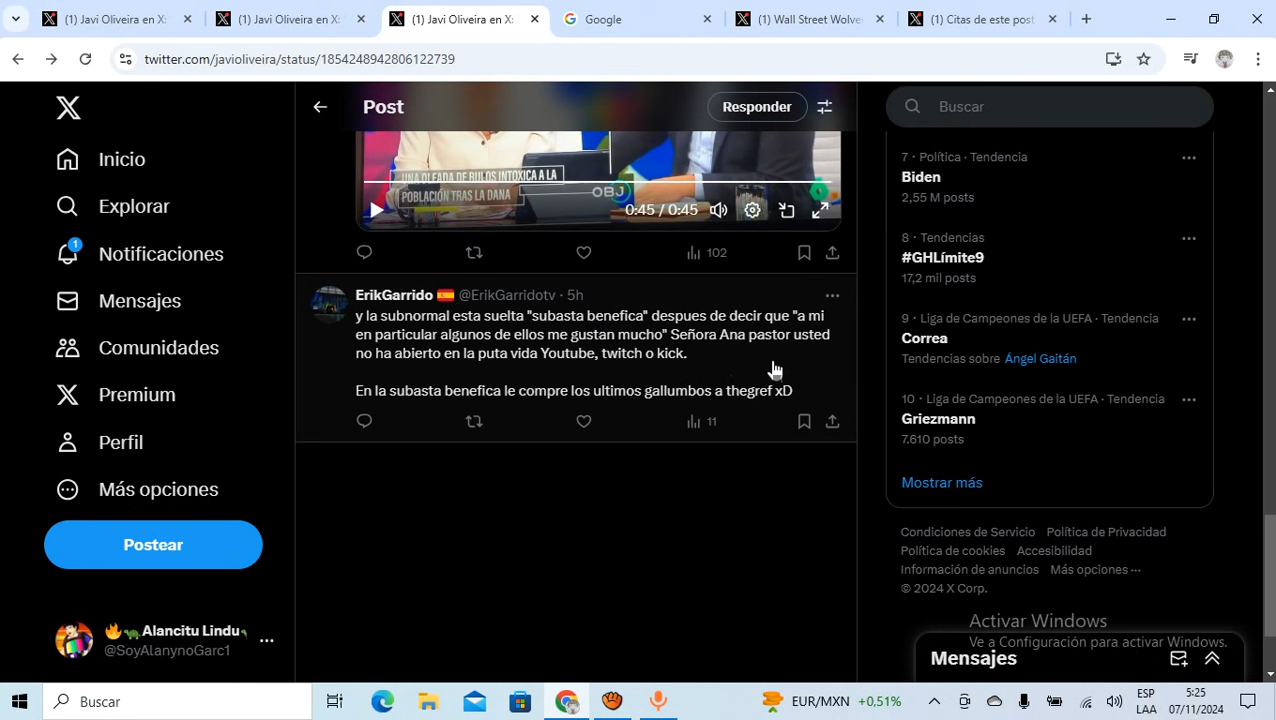 (1) Javi Oliveira en X:
(1) Javi Oliveira en X:
(1) Javi Oliveira en X:
Google
(1) Wall Street Wolve
(1) Citas de este post
twitter.com/javioliveira/status/1854248942806122739
Inicio
Explorar
1
Notificaciones
Mensajes
Comunidades
Premium
Perfil
Más opciones
Postear
Alancitu Lindu
@SoyAlanynoGarc1
Post
Responder
UNA OLEADA DE BULOS INTOXICA A LA
POBLACIÓN TRAS LA DANA
OBJ
0:45 / 0:45
102
ErikGarrido @ErikGarridotv · 5h
y la subnormal esta suelta "subasta benefica" despues de decir que "a mi
en particular algunos de ellos me gustan mucho" Señora Ana pastor usted
no ha abierto en la puta vida Youtube, twitch o kick.
En la subasta benefica le compre los ultimos gallumbos a thegref xD
11
Buscar
7 · Política · Tendencia
Biden
2,55 M posts
8 · Tendencias
#GHLímite9
17,2 mil posts
9 · Liga de Campeones de la UEFA · Tendencia
Correa
Tendencias sobre Ángel Gaitán
10 · Liga de Campeones de la UEFA · Tendencia
Griezmann
7.610 posts
Mostrar más
Condiciones de Servicio Política de Privacidad
Política de cookies Accesibilidad
Información de anuncios Más opciones ···
© 2024 X Corp.
Activar Windows
Ve a Configuración para activar Windows.
Mensajes
Buscar
EUR/MXN +0,51%
ESP
LAA
5:25
07/11/2024